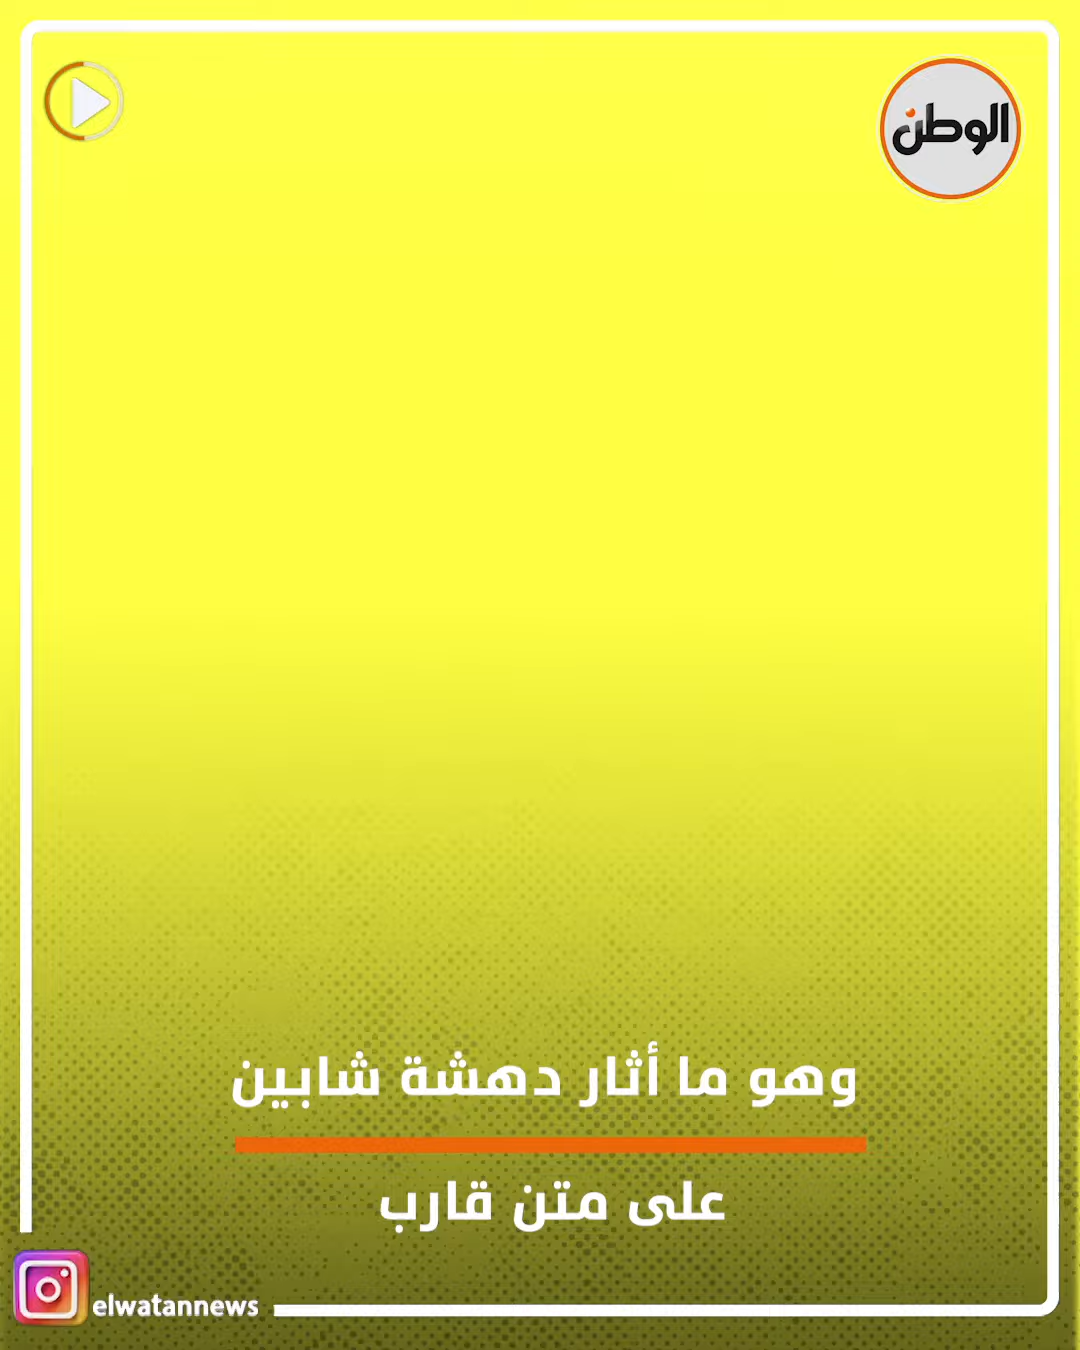 الوطن
وهو ما أثار دهشة شابين
على متن قارب
elwatannews